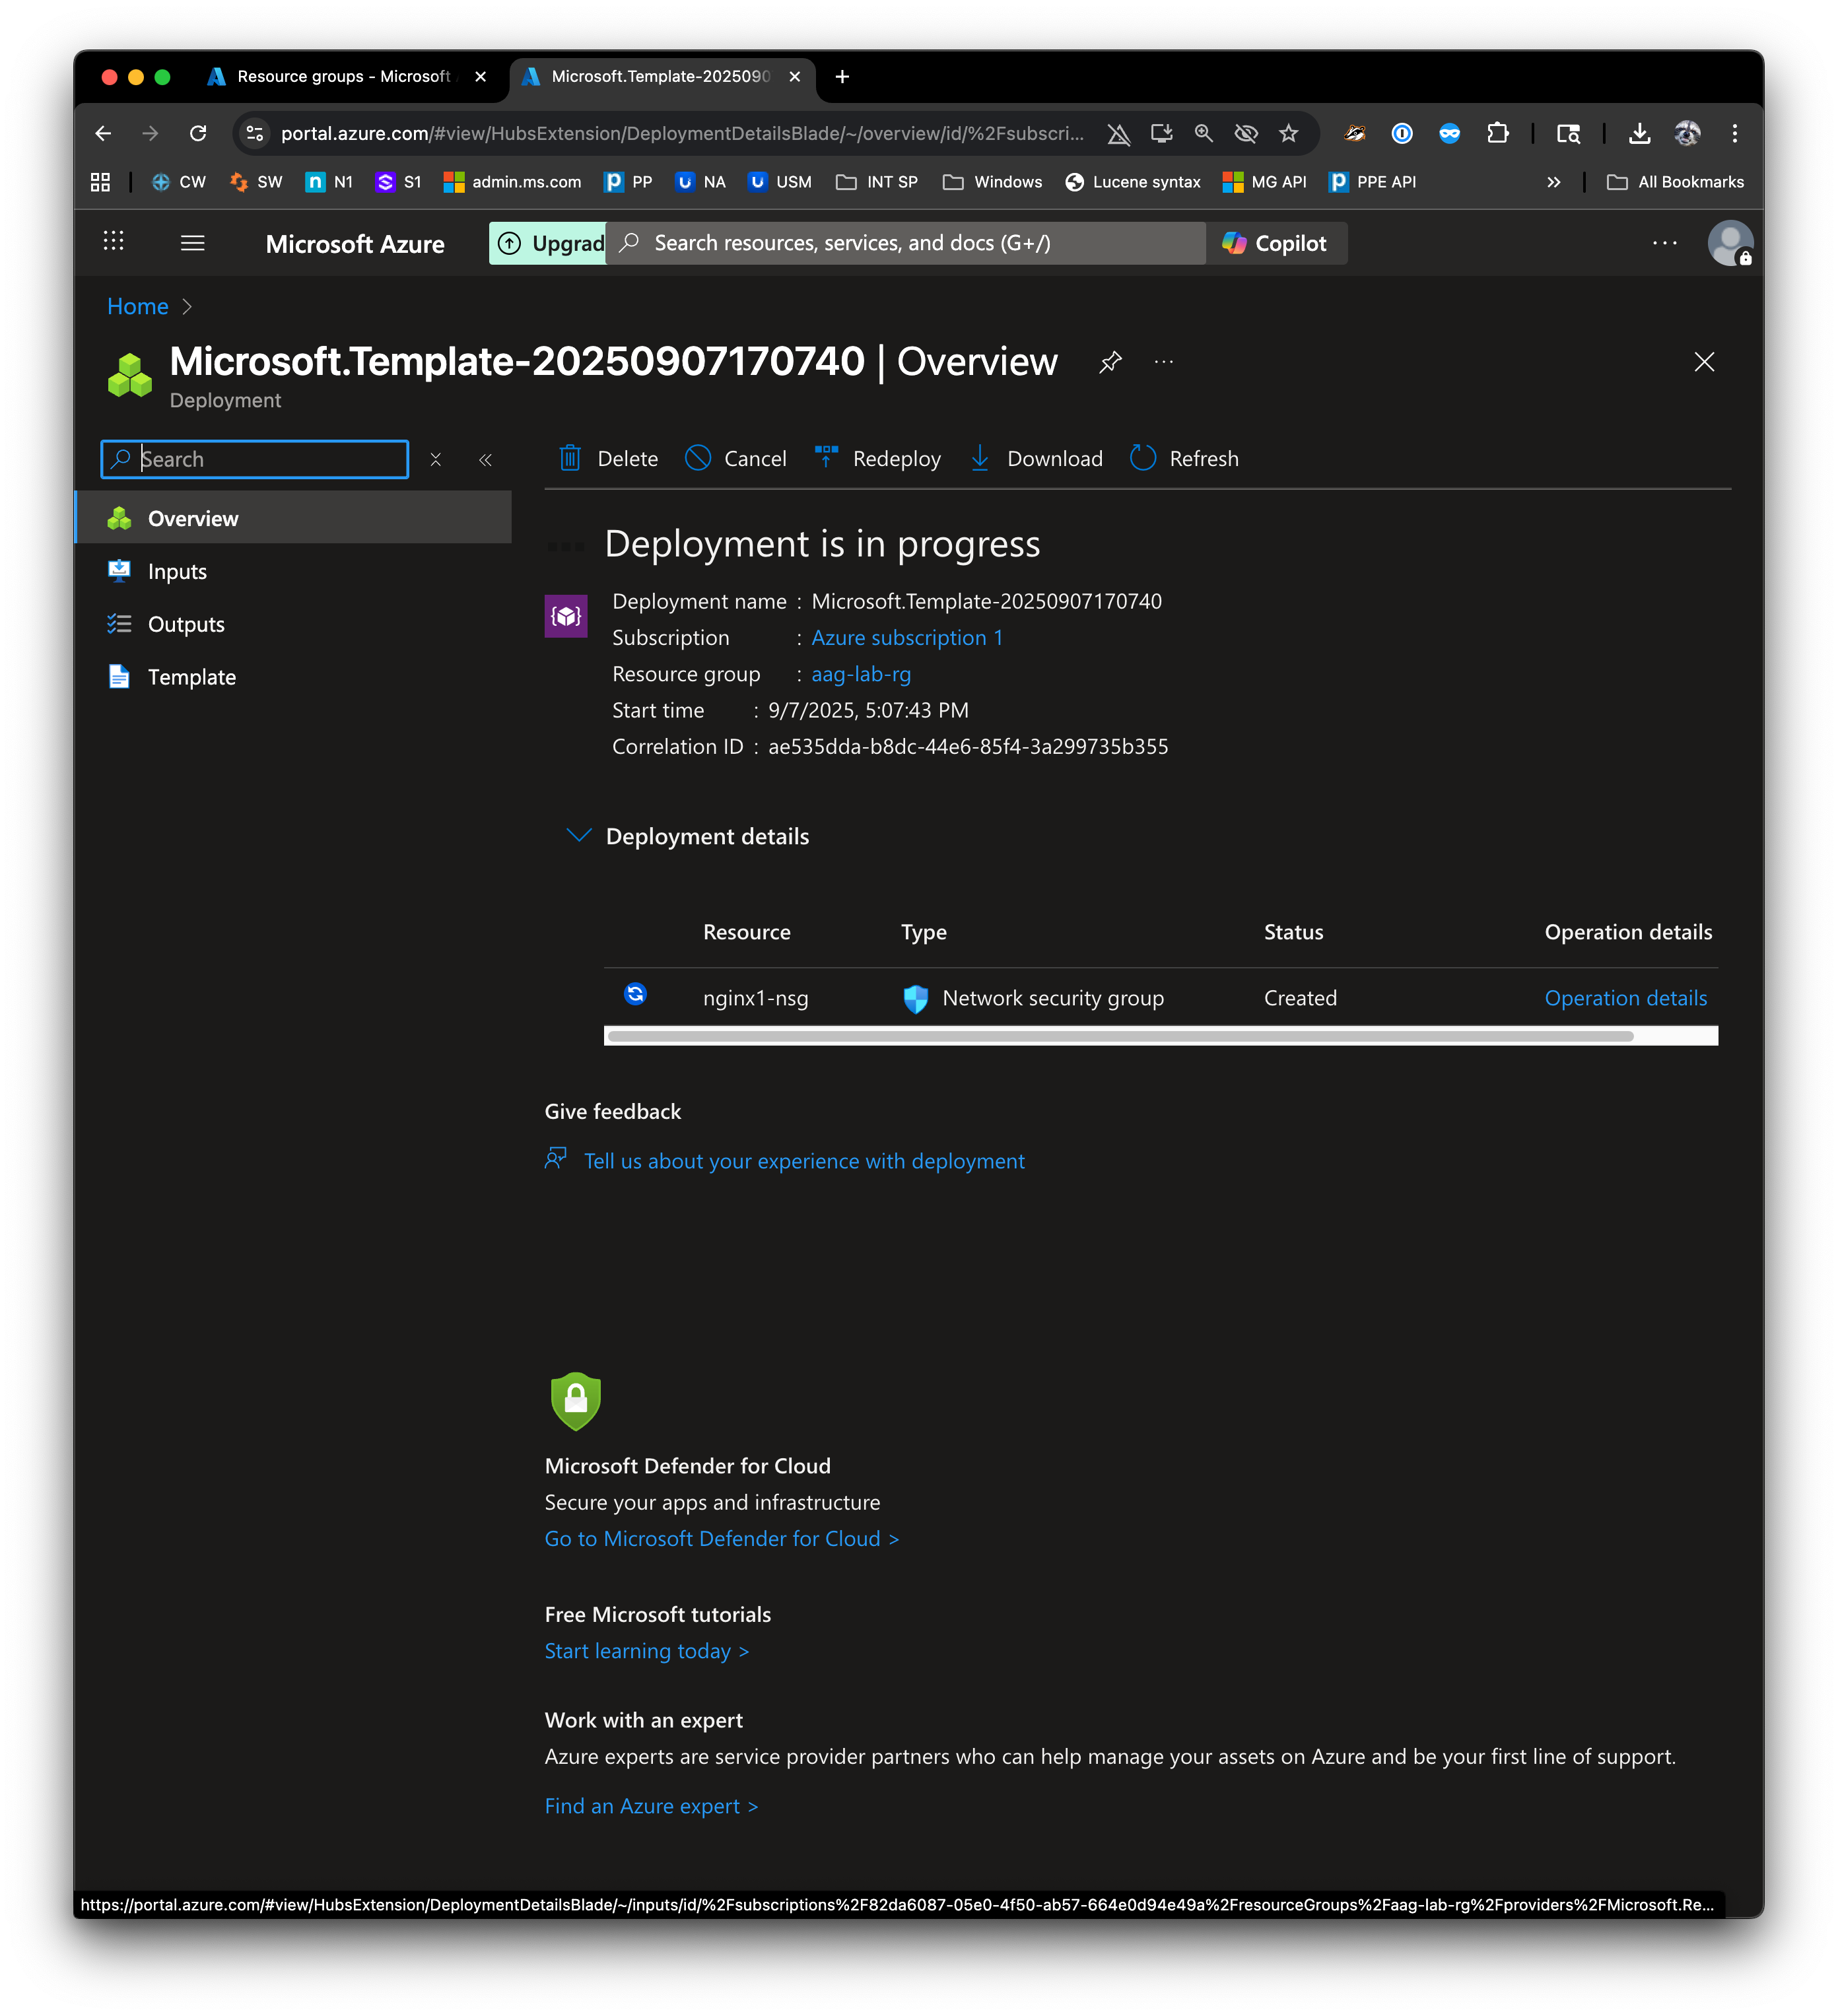 Resource groups - Microsoft
Microsoft.Template-2025090
portal.azure.com/#view/HubsExtension/DeploymentDetailsBlade/~/overview/id/%2Fsubscri...
CW
SW
N1
S1
admin.ms.com
PP
NA
USM
INT SP
Windows
Lucene syntax
MG API
PPE API
All Bookmarks
Microsoft Azure
Upgrad
Search resources, services, and docs (G+/)
Copilot
Home
Microsoft.Template-20250907170740 | Overview
Deployment
Search
Delete
Cancel
Redeploy
Download
Refresh
Overview
Inputs
Outputs
Template
Deployment is in progress
Deployment name : Microsoft.Template-20250907170740
Subscription : Azure subscription 1
Resource group : aag-lab-rg
Start time : 9/7/2025, 5:07:43 PM
Correlation ID : ae535dda-b8dc-44e6-85f4-3a299735b355
Deployment details
Resource Type Status Operation details
nginx1-nsg Network security group Created Operation details
Give feedback
Tell us about your experience with deployment
Microsoft Defender for Cloud
Secure your apps and infrastructure
Go to Microsoft Defender for Cloud >
Free Microsoft tutorials
Start learning today >
Work with an expert
Azure experts are service provider partners who can help manage your assets on Azure and be your first line of support.
Find an Azure expert >
https://portal.azure.com/#view/HubsExtension/DeploymentDetailsBlade/~/inputs/id/%2Fsubscriptions%2F82da6087-05e0-4f50-ab57-664e0d94e49a%2FresourceGroups%2Faag-lab-rg%2Fproviders%2FMicrosoft.Re...